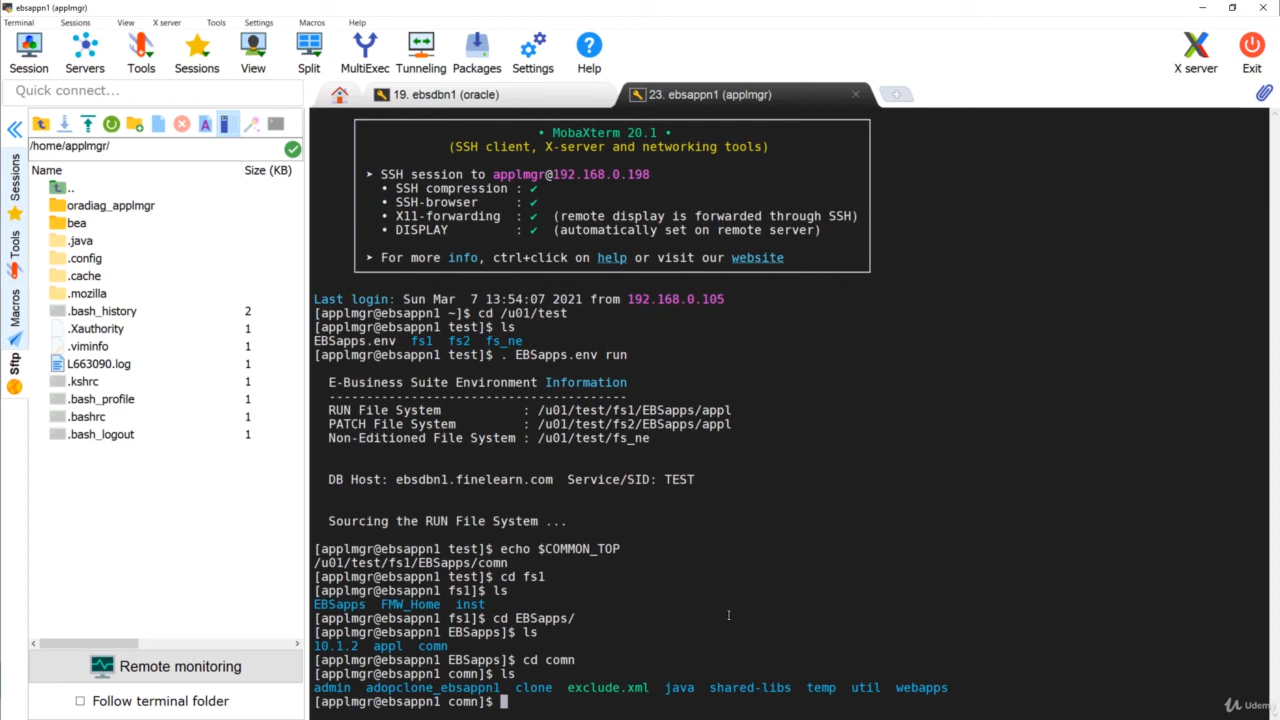 ebsappn1 (applmgr)
Terminal Sessions View X server Tools Settings Macros Help
Session Servers Tools Sessions View Split MultiExec Tunneling Packages Settings Help X server Exit
Quick connect...
19. ebsdbn1 (oracle)
23. ebsappn1 (applmgr)
/home/applmgr/
Name Size (KB)
..
oradiag_applmgr
bea
.java
.config
.cache
.mozilla
.bash_history 2
.Xauthority 1
.viminfo 1
L663090.log 1
.kshrc 1
.bash_profile 1
.bashrc 1
.bash_logout 1
Sessions
Tools
Macros
Sftp
Remote monitoring
Follow terminal folder
• MobaXterm 20.1 •
(SSH client, X-server and networking tools)
➤ SSH session to applmgr@192.168.0.198
• SSH compression : ✔
• SSH-browser : ✔
• X11-forwarding : ✔ (remote display is forwarded through SSH)
• DISPLAY : ✔ (automatically set on remote server)
➤ For more info, ctrl+click on help or visit our website
Last login: Sun Mar 7 13:54:07 2021 from 192.168.0.105
[applmgr@ebsappn1 ~]$ cd /u01/test
[applmgr@ebsappn1 test]$ ls
EBSapps.env fs1 fs2 fs_ne
[applmgr@ebsappn1 test]$ . EBSapps.env run
E-Business Suite Environment Information
----------------------------------------
RUN File System : /u01/test/fs1/EBSapps/appl
PATCH File System : /u01/test/fs2/EBSapps/appl
Non-Editioned File System : /u01/test/fs_ne
DB Host: ebsdbn1.finelearn.com Service/SID: TEST
Sourcing the RUN File System ...
[applmgr@ebsappn1 test]$ echo $COMMON_TOP
/u01/test/fs1/EBSapps/comn
[applmgr@ebsappn1 test]$ cd fs1
[applmgr@ebsappn1 fs1]$ ls
EBSapps FMW_Home inst
[applmgr@ebsappn1 fs1]$ cd EBSapps/
[applmgr@ebsappn1 EBSapps]$ ls
10.1.2 appl comn
[applmgr@ebsappn1 EBSapps]$ cd comn
[applmgr@ebsappn1 comn]$ ls
admin adopclone_ebsappn1 clone exclude.xml java shared-libs temp util webapps
[applmgr@ebsappn1 comn]$
Udemy